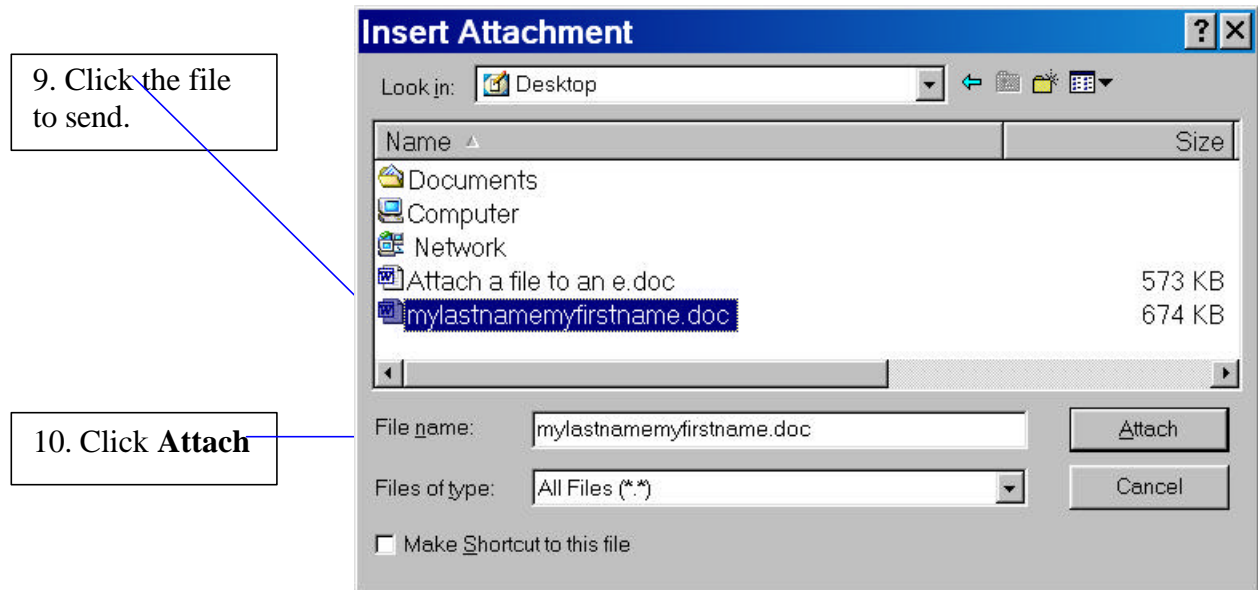 Insert Attachment
9. Click the file
to send.
Look in: Desktop
Name Size
Documents
Computer
Network
Attach a file to an e.doc 573 KB
mylastnamemyfirstname.doc 674 KB
10. Click Attach
File name: mylastnamemyfirstname.doc Attach
Files of type: All Files (*.*) Cancel
Make Shortcut to this file